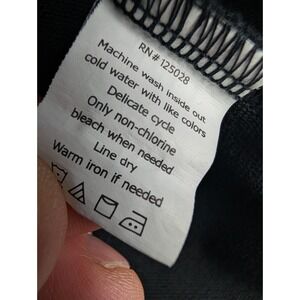 RN# 125028
Machine wash inside out
cold water with like colors
Delicate cycle
Only non-chlorine
bleach when needed
Line dry
Warm iron if needed